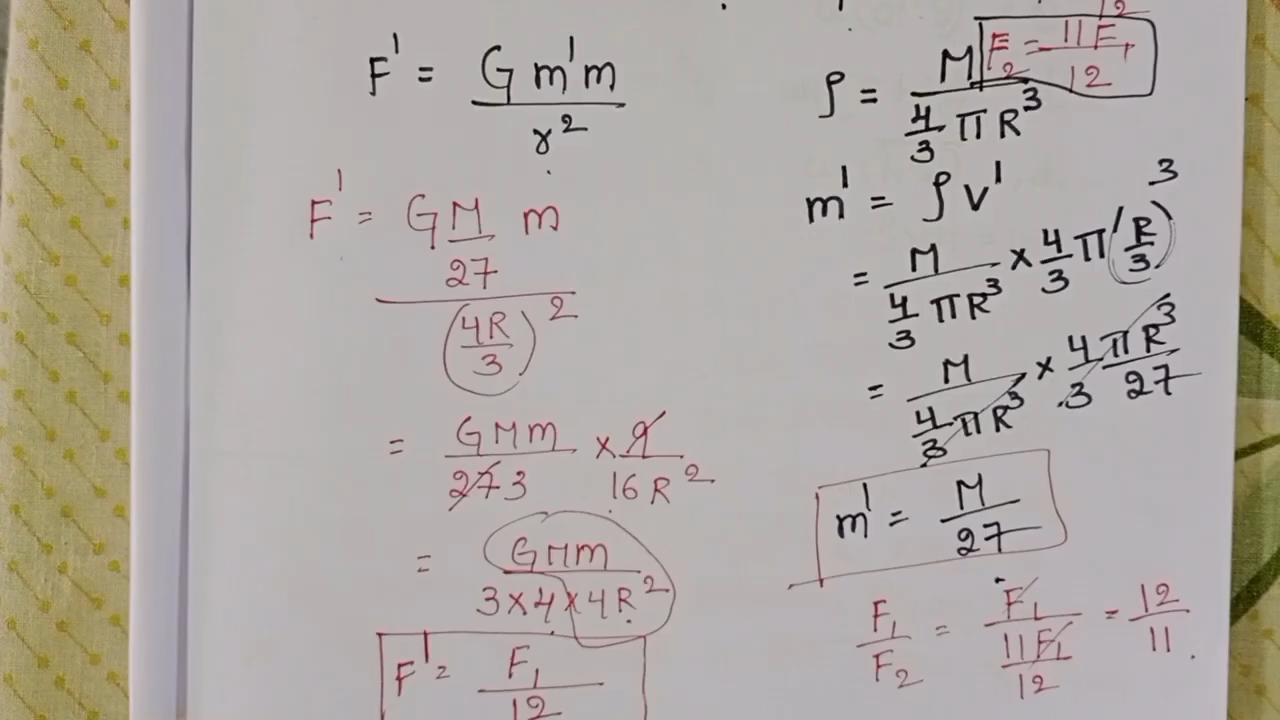 F' = G m'm / r²
F' = G M/27 m / (4R/3)²
= GMm / 27 3 × 9 / 16R²
= GMm / 3×4×4R²
F' = F₁ / 12
F₂ = 11F₁ / 12
ρ = M / 4/3 πR³
m' = ρ V'
= M / 4/3 πR³ × 4/3 π (R/3)³
= M / 4/3 πR³ × 4/3 πR³ / 27
m' = M / 27
F₁ / F₂ = F₁ / 11F₁/12 = 12 / 11